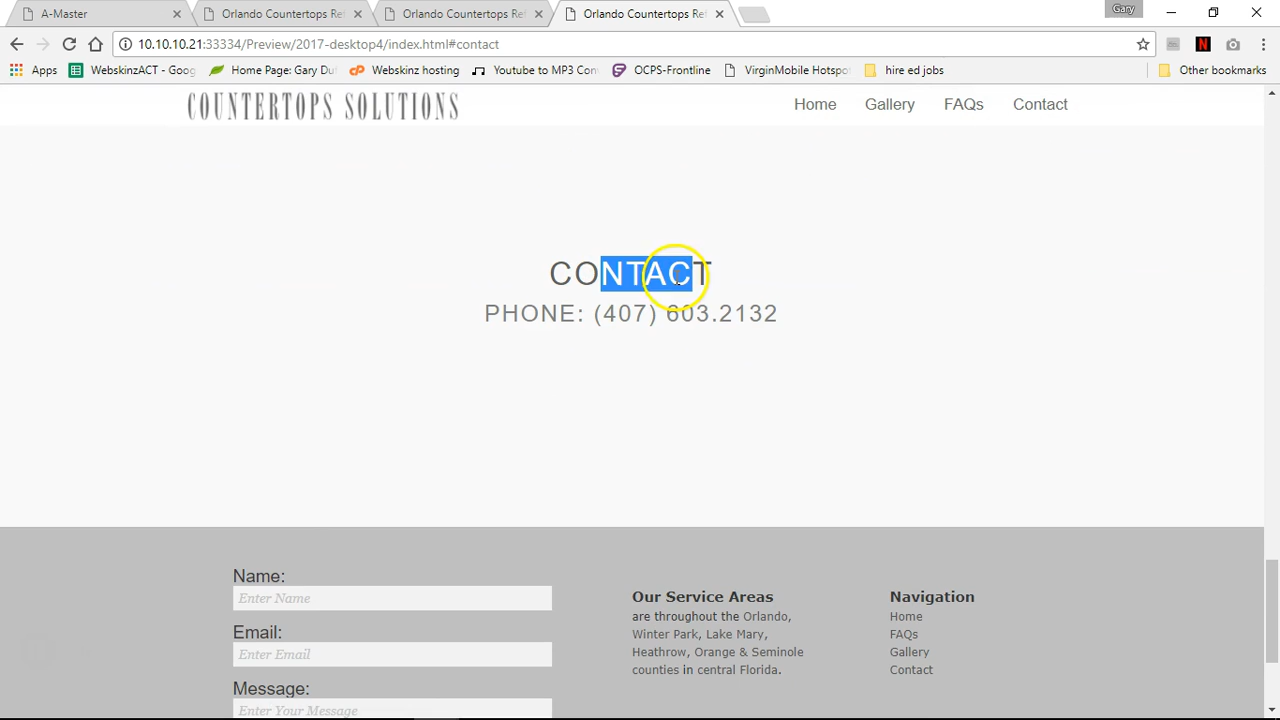 A-Master
Orlando Countertops Ref
Orlando Countertops Ref
Orlando Countertops Ref
Gary
10.10.10.21:33334/Preview/2017-desktop4/index.html#contact
N
Apps
WebskinzACT - Goog
Home Page: Gary Du
Webskinz hosting
Youtube to MP3 Con
OCPS-Frontline
VirginMobile Hotspo
hire ed jobs
Other bookmarks
COUNTERTOPS SOLUTIONS
Home
Gallery
FAQs
Contact
CONTACT
PHONE: (407) 603.2132
Name:
Enter Name
Email:
Enter Email
Message:
Enter Your Message
Our Service Areas
are throughout the Orlando,
Winter Park, Lake Mary,
Heathrow, Orange & Seminole
counties in central Florida.
Navigation
Home
FAQs
Gallery
Contact